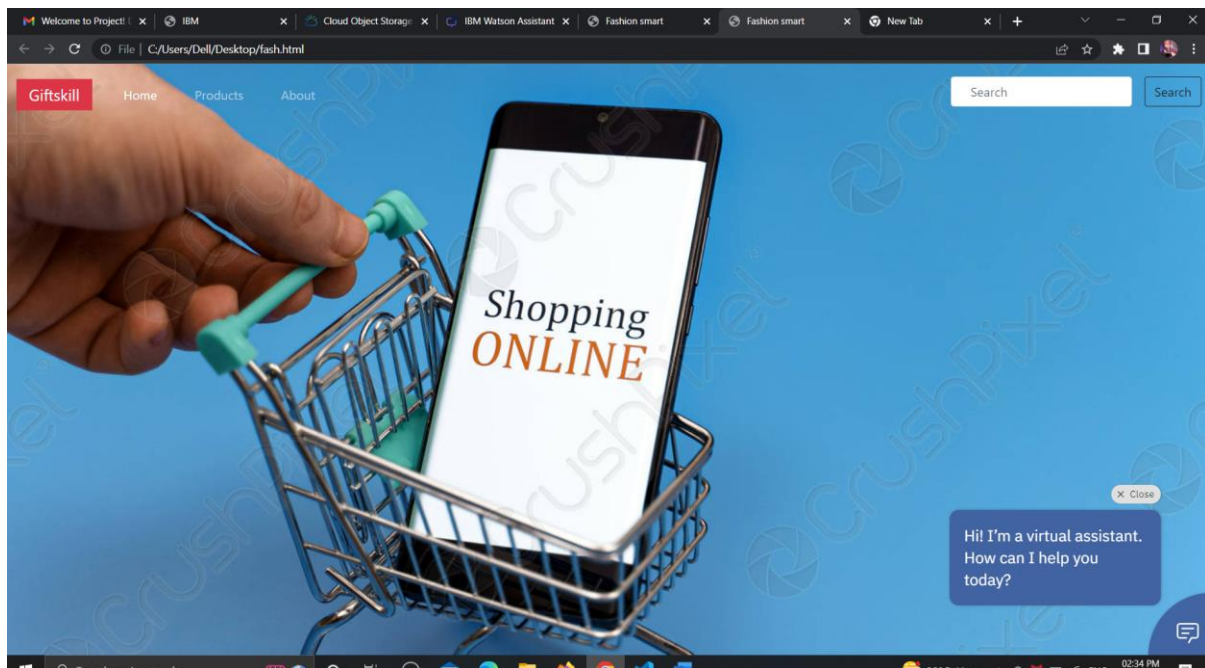 Welcome to Project! (
IBM
Cloud Object Storage
IBM Watson Assistant
Fashion smart
Fashion smart
New Tab
File
C:/Users/Dell/Desktop/fash.html
Giftskill
Home
Products
About
Search
Search
Shopping
ONLINE
Close
Hi! I'm a virtual assistant.
How can I help you
today?
CrushPixel
02:34 PM